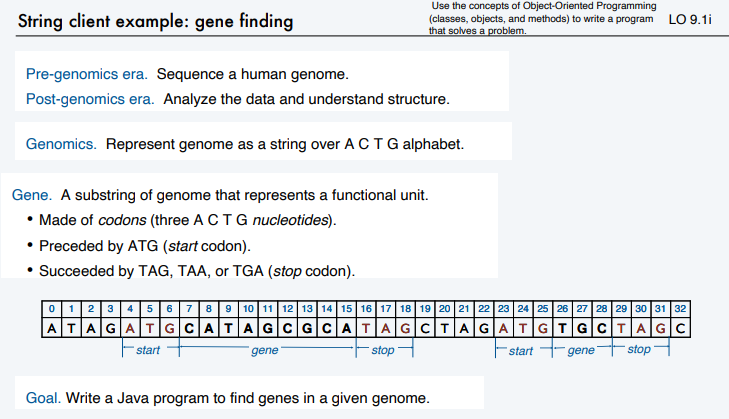 String client example: gene finding
Use the concepts of Object-Oriented Programming
(classes, objects, and methods) to write a program
that solves a problem.
LO 9.1i
Pre-genomics era. Sequence a human genome.
Post-genomics era. Analyze the data and understand structure.
Genomics. Represent genome as a string over A C T G alphabet.
Gene. A substring of genome that represents a functional unit.
• Made of codons (three A C T G nucleotides).
• Preceded by ATG (start codon).
• Succeeded by TAG, TAA, or TGA (stop codon).
0 1 2 3 4 5 6 7 8 9 10 11 12 13 14 15 16 17 18 19 20 21 22 23 24 25 26 27 28 29 30 31 32
A T A G A T G C A T A G C G C A T A G C T A G A T G T G C T A G C
start gene stop start gene stop
Goal. Write a Java program to find genes in a given genome.